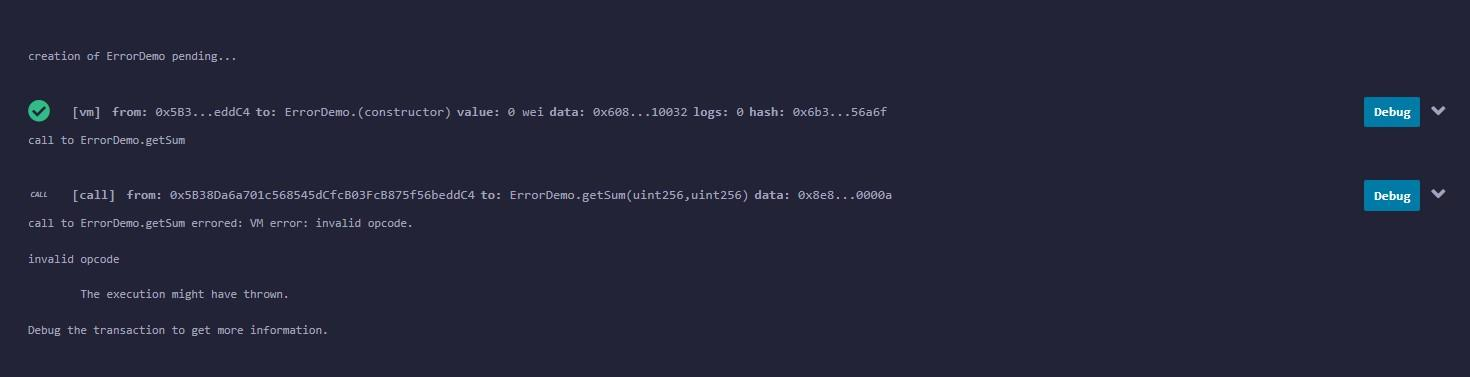 creation of ErrorDemo pending...
[vm] from: 0x5B3...eddC4 to: ErrorDemo.(constructor) value: 0 wei data: 0x608...10032 logs: 0 hash: 0x6b3...56a6f Debug
call to ErrorDemo.getSum
CALL [call] from: 0x5B38Da6a701c568545dCfcB03FcB875f56beddC4 to: ErrorDemo.getSum(uint256,uint256) data: 0x8e8...0000a Debug
call to ErrorDemo.getSum errored: VM error: invalid opcode.
invalid opcode
The execution might have thrown.
Debug the transaction to get more information.